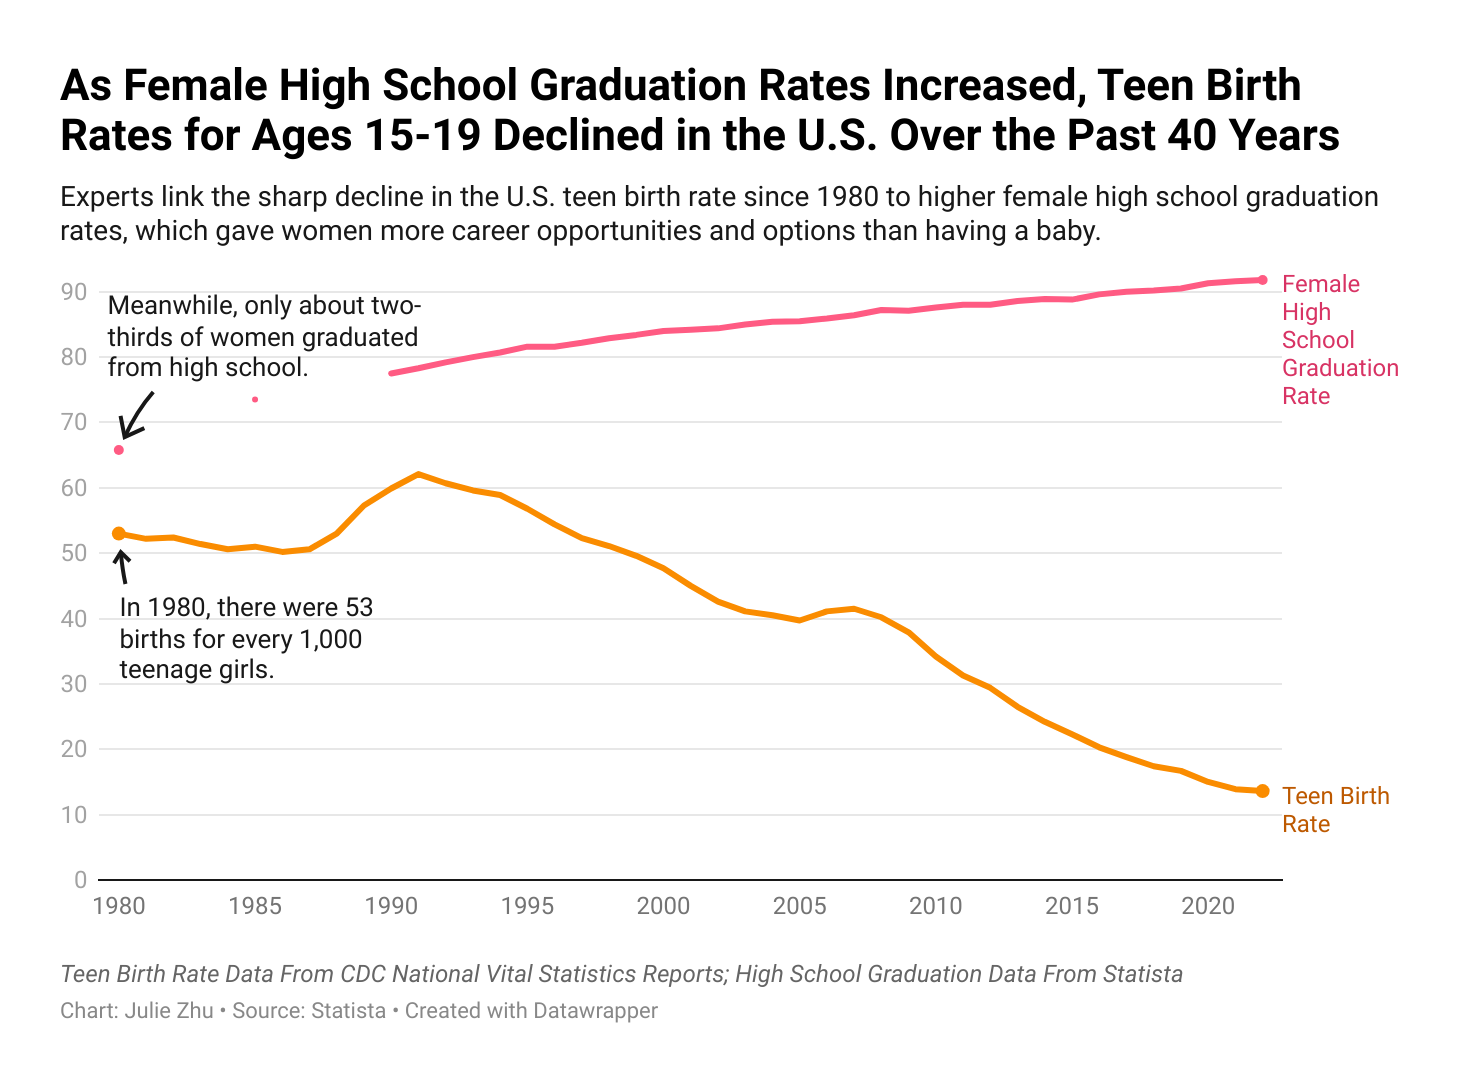 As Female High School Graduation Rates Increased, Teen Birth
Rates for Ages 15-19 Declined in the U.S. Over the Past 40 Years
Experts link the sharp decline in the U.S. teen birth rate since 1980 to higher female high school graduation
rates, which gave women more career opportunities and options than having a baby.
90
80
70
60
50
40
30
20
10
0
Meanwhile, only about two-
thirds of women graduated
from high school.
In 1980, there were 53
births for every 1,000
teenage girls.
Female
High
School
Graduation
Rate
Teen Birth
Rate
1980 1985 1990 1995 2000 2005 2010 2015 2020
Teen Birth Rate Data From CDC National Vital Statistics Reports; High School Graduation Data From Statista
Chart: Julie Zhu • Source: Statista • Created with Datawrapper